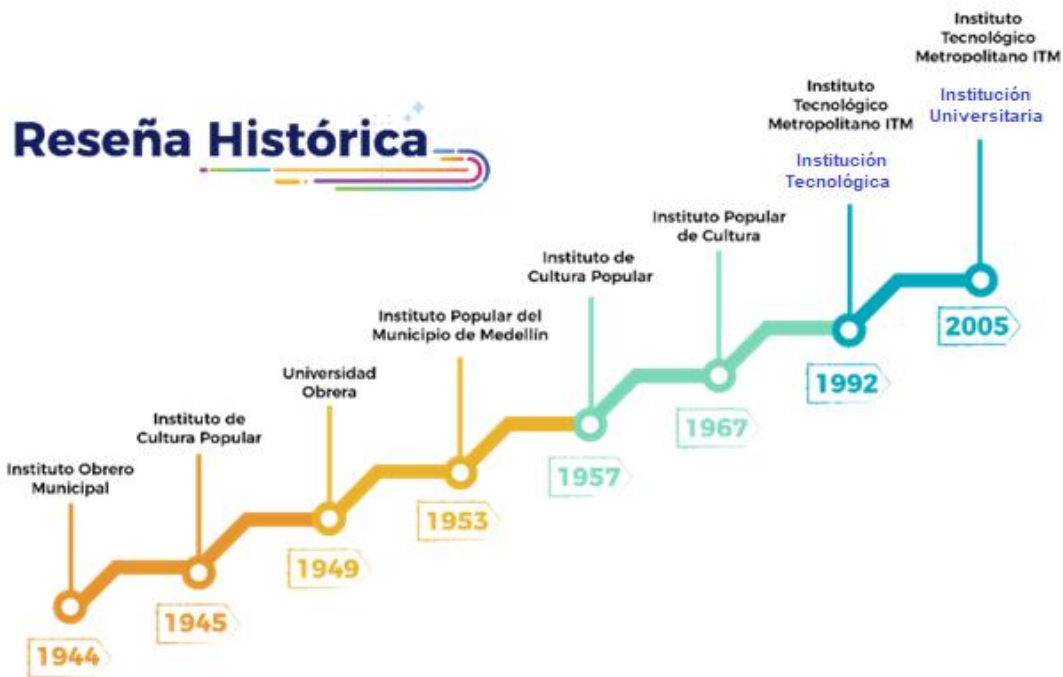 Reseña Histórica
Instituto Obrero
Municipal
1944
Instituto de
Cultura Popular
1945
Universidad
Obrera
1949
Instituto Popular del
Municipio de Medellín
1953
Instituto de
Cultura Popular
1957
Instituto Popular
de Cultura
1967
Instituto
Tecnológico
Metropolitano ITM
Institución
Tecnológica
1992
Instituto
Tecnológico
Metropolitano ITM
Institución
Universitaria
2005